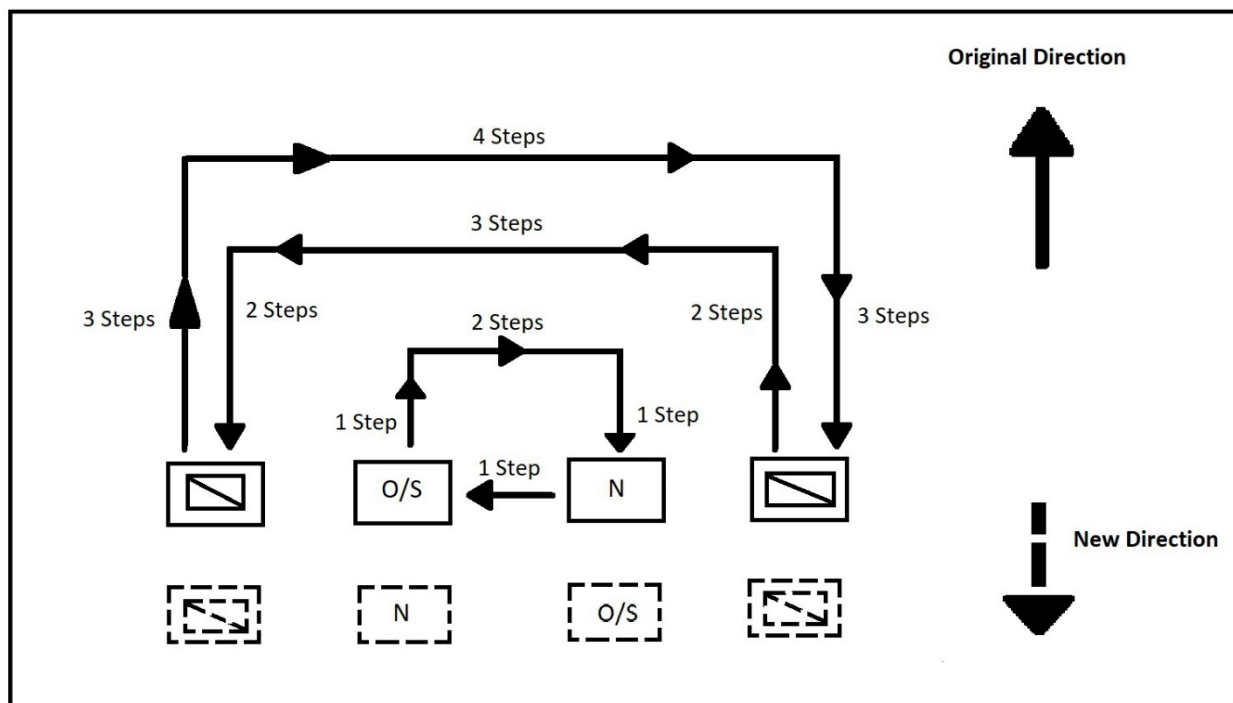 Original Direction
4 Steps
3 Steps
3 Steps
2 Steps
2 Steps
2 Steps
3 Steps
1 Step
1 Step
1 Step
O/S
N
New Direction
N
O/S